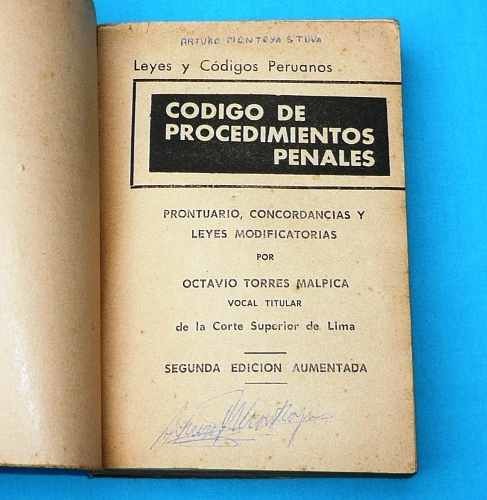 ARTURO MONTOYA STUVA
Leyes y Códigos Peruanos
CODIGO DE
PROCEDIMIENTOS
PENALES
PRONTUARIO, CONCORDANCIAS Y
LEYES MODIFICATORIAS
POR
OCTAVIO TORRES MALPICA
VOCAL TITULAR
de la Corte Superior de Lima
SEGUNDA EDICION AUMENTADA